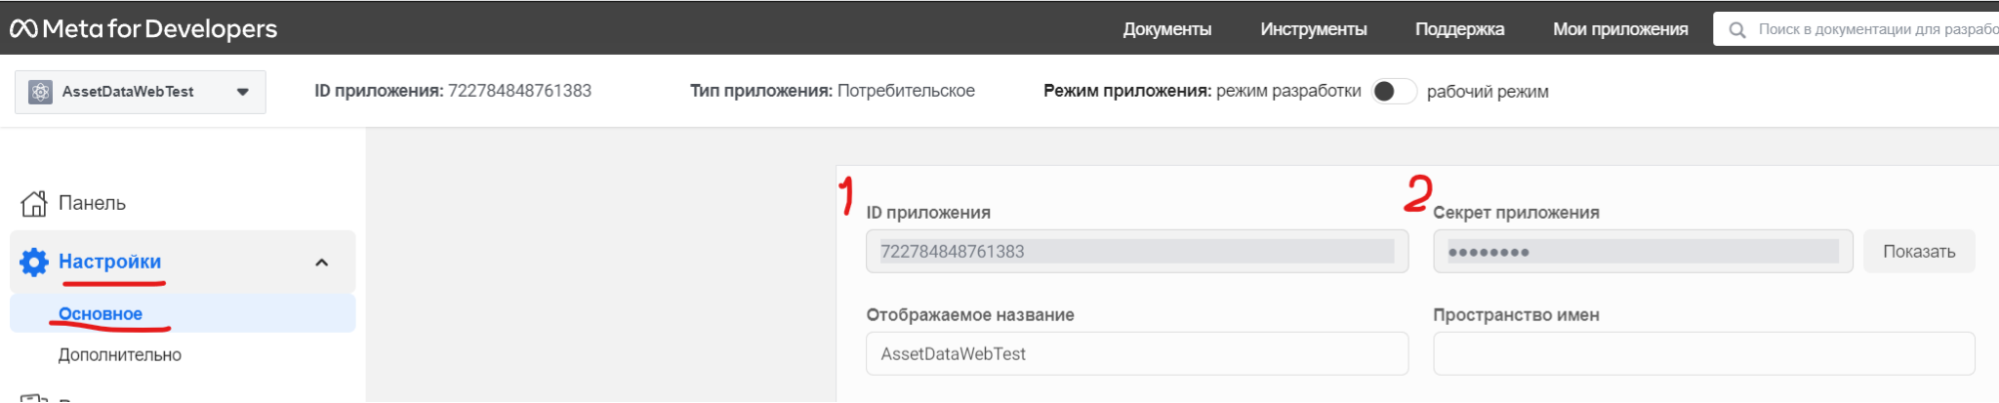 Meta for Developers
Документы
Инструменты
Поддержка
Мои приложения
Поиск в документации для разрабо
AssetDataWebTest
ID приложения: 722784848761383
Тип приложения: Потребительское
Режим приложения: режим разработки
рабочий режим
Панель
Настройки
Основное
Дополнительно
1
ID приложения
722784848761383
2
Секрет приложения
••••••••
Показать
Отображаемое название
AssetDataWebTest
Пространство имен